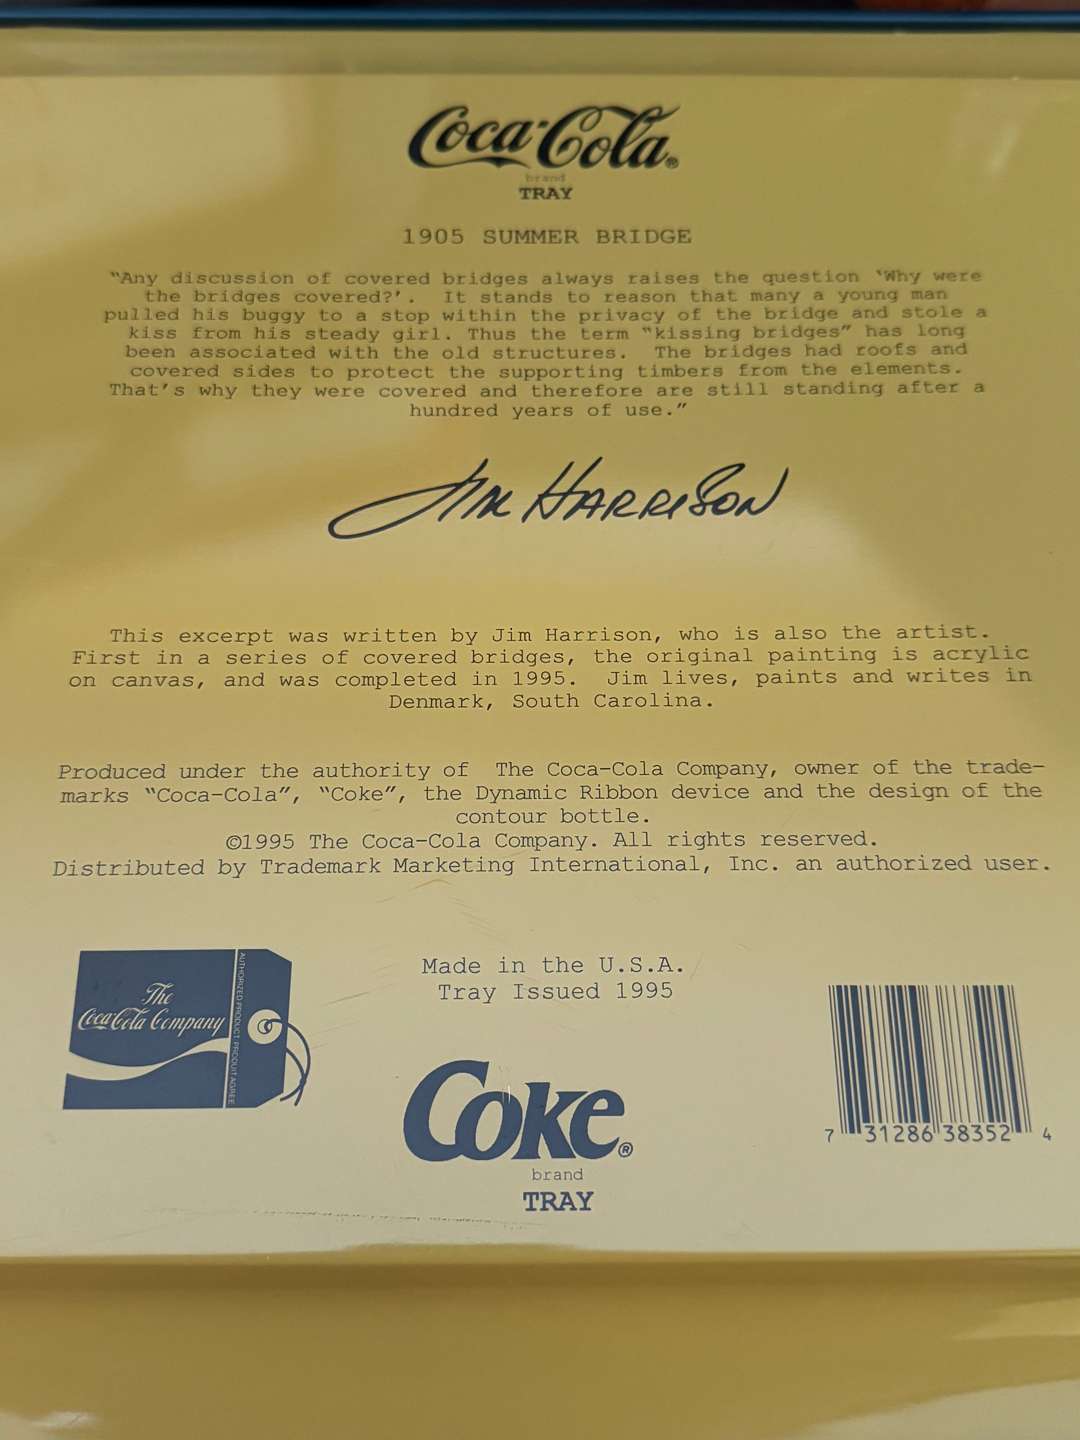 Coca-Cola®
brand
TRAY
1905 SUMMER BRIDGE
“Any discussion of covered bridges always raises the question ‘Why were
the bridges covered?’. It stands to reason that many a young man
pulled his buggy to a stop within the privacy of the bridge and stole a
kiss from his steady girl. Thus the term “kissing bridges” has long
been associated with the old structures. The bridges had roofs and
covered sides to protect the supporting timbers from the elements.
That’s why they were covered and therefore are still standing after a
hundred years of use.”
JIM HARRISON
This excerpt was written by Jim Harrison, who is also the artist.
First in a series of covered bridges, the original painting is acrylic
on canvas, and was completed in 1995. Jim lives, paints and writes in
Denmark, South Carolina.
Produced under the authority of The Coca-Cola Company, owner of the trade-
marks “Coca-Cola”, “Coke”, the Dynamic Ribbon device and the design of the
contour bottle.
©1995 The Coca-Cola Company. All rights reserved.
Distributed by Trademark Marketing International, Inc. an authorized user.
The
Coca-Cola Company
AUTHORIZED PRODUCT
Made in the U.S.A.
Tray Issued 1995
Coke®
brand
TRAY
7 31286 38352 4